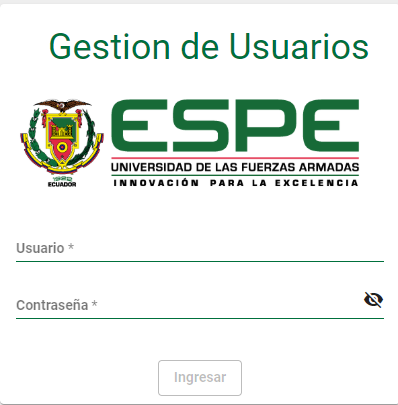 Gestion de Usuarios
ESPE
UNIVERSIDAD DE LAS FUERZAS ARMADAS
INNOVACIÓN PARA LA EXCELENCIA
ECUADOR
Usuario *
Contraseña *
Ingresar